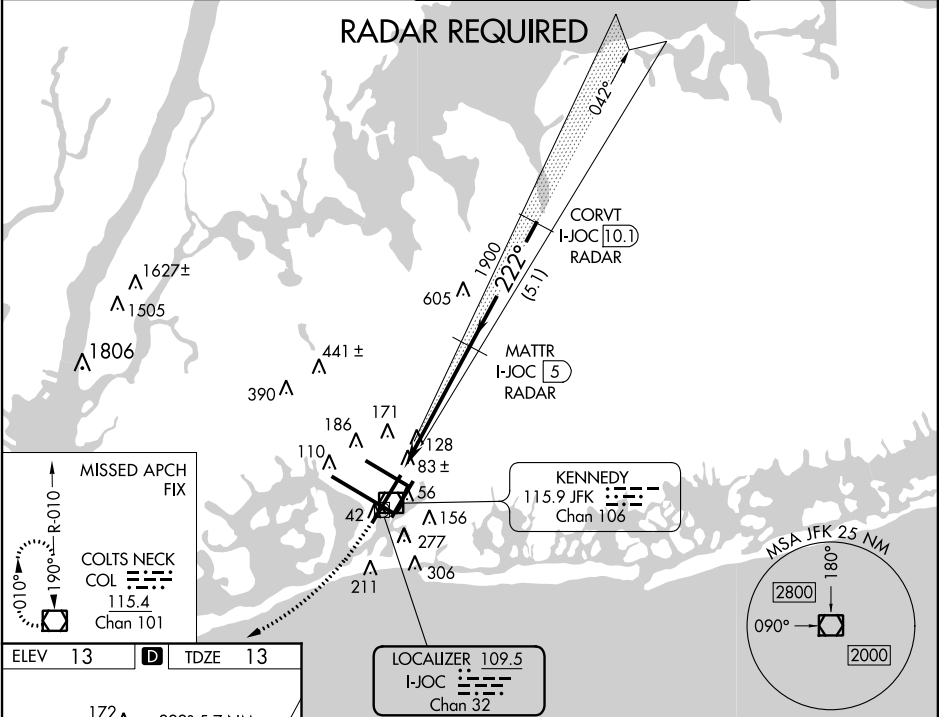 RADAR REQUIRED
042°
CORVT
I-JOC 10.1
RADAR
1900
222°
(5.1)
1627±
1505
605
1806
441±
390
MATTR
I-JOC 5
RADAR
171
186
128
110
83±
56
42
156
277
306
211
KENNEDY
115.9 JFK
Chan 106
MISSED APCH
FIX
R-010
190°
010°
COLTS NECK
COL
115.4
Chan 101
MSA JFK 25 NM
180°
2800
090°
2000
LOCALIZER 109.5
I-JOC
Chan 32
ELEV 13
D
TDZE 13
172